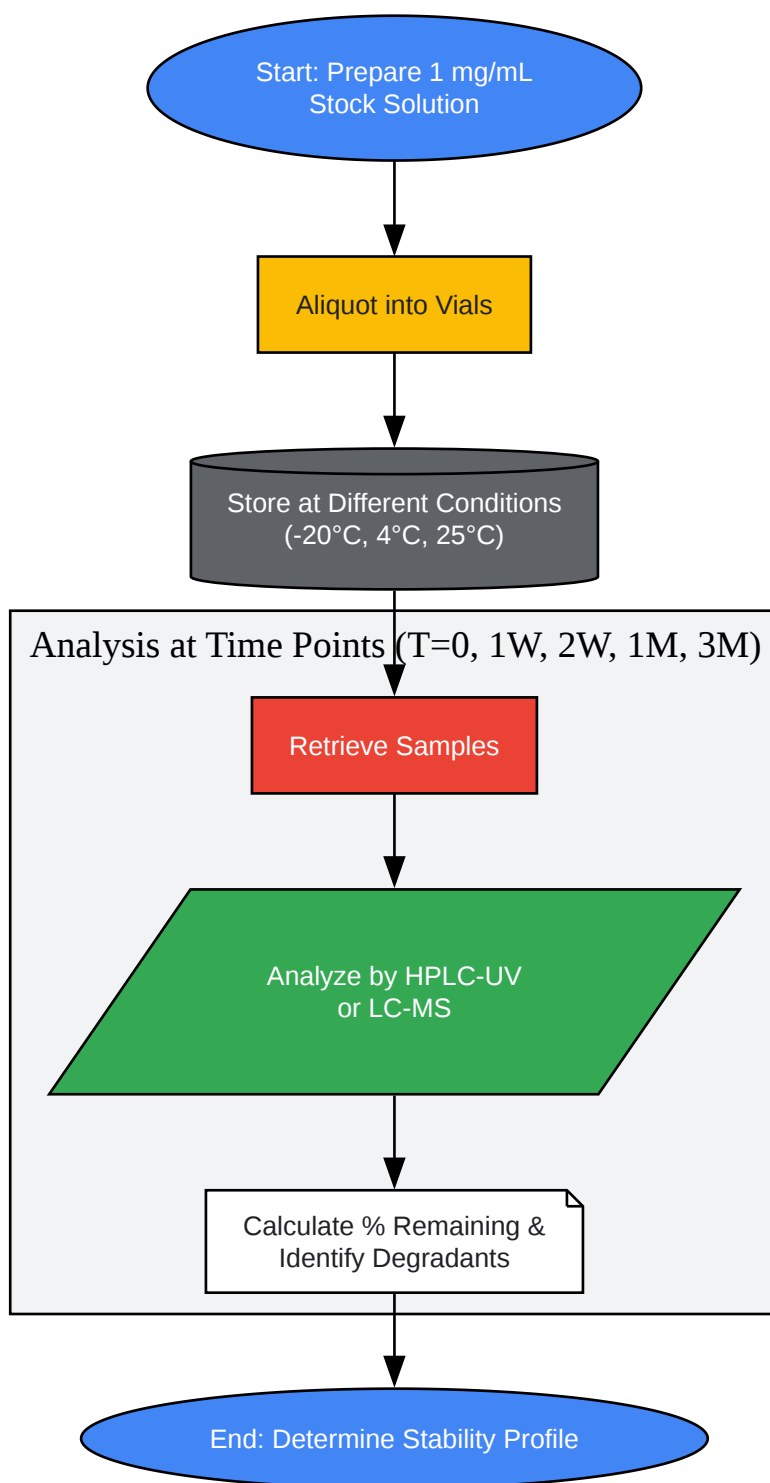 Start: Prepare 1 mg/mL
Stock Solution
Aliquot into Vials
Store at Different Conditions
(-20°C, 4°C, 25°C)
Analysis at Time Points (T=0, 1W, 2W, 1M, 3M)
Retrieve Samples
Analyze by HPLC-UV
or LC-MS
Calculate % Remaining &
Identify Degradants
End: Determine Stability Profile